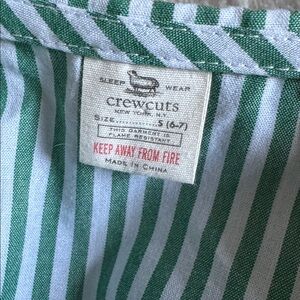 SLEEP WEAR
crewcuts
NEW YORK, N.Y.
SIZE..........S (6-7)
THIS GARMENT IS
FLAME RESISTANT.
KEEP AWAY FROM FIRE
MADE IN CHINA